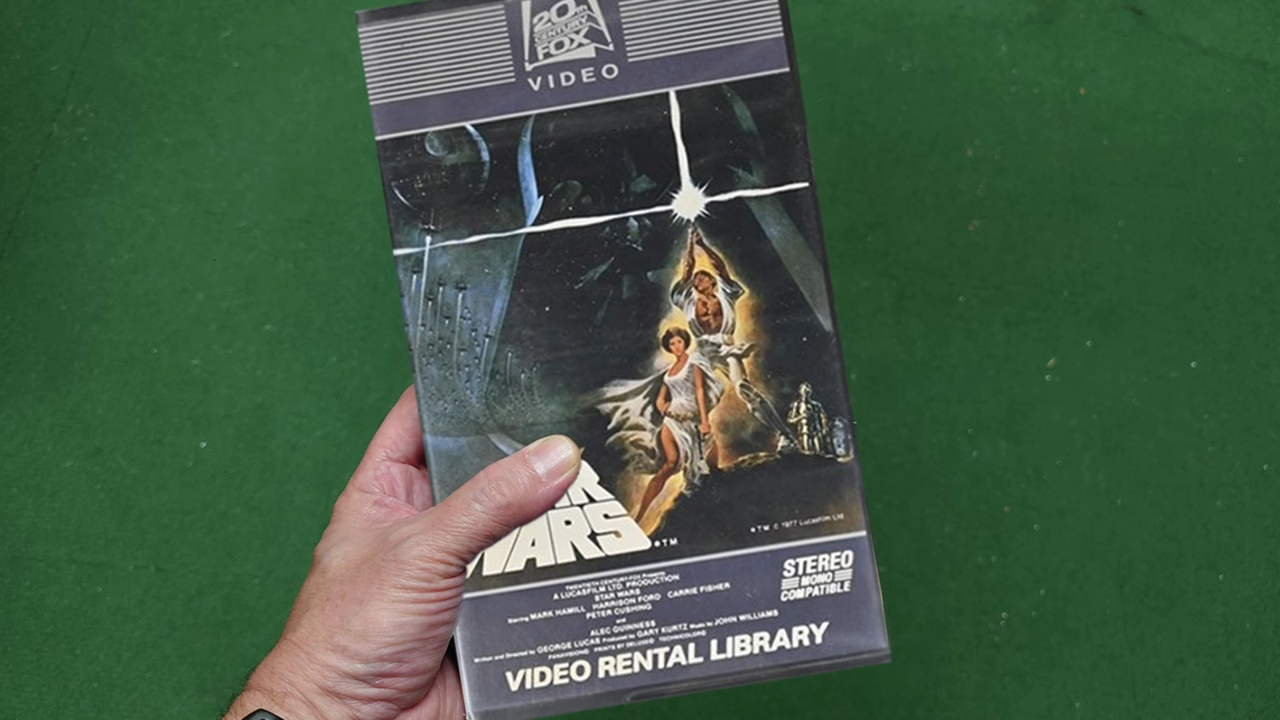 20th
CENTURY
FOX
VIDEO
WARS
TM
*TM © 1977 Lucasfilm Ltd
STEREO
MONO
COMPATIBLE
TWENTIETH CENTURY-FOX Presents
A LUCASFILM LTD. PRODUCTION
STAR WARS
Starring MARK HAMILL HARRISON FORD CARRIE FISHER
PETER CUSHING
and
ALEC GUINNESS
Written and Directed by GEORGE LUCAS Produced by GARY KURTZ Music by JOHN WILLIAMS
PANAVISION® PRINTS BY DELUXE® TECHNICOLOR®
VIDEO RENTAL LIBRARY